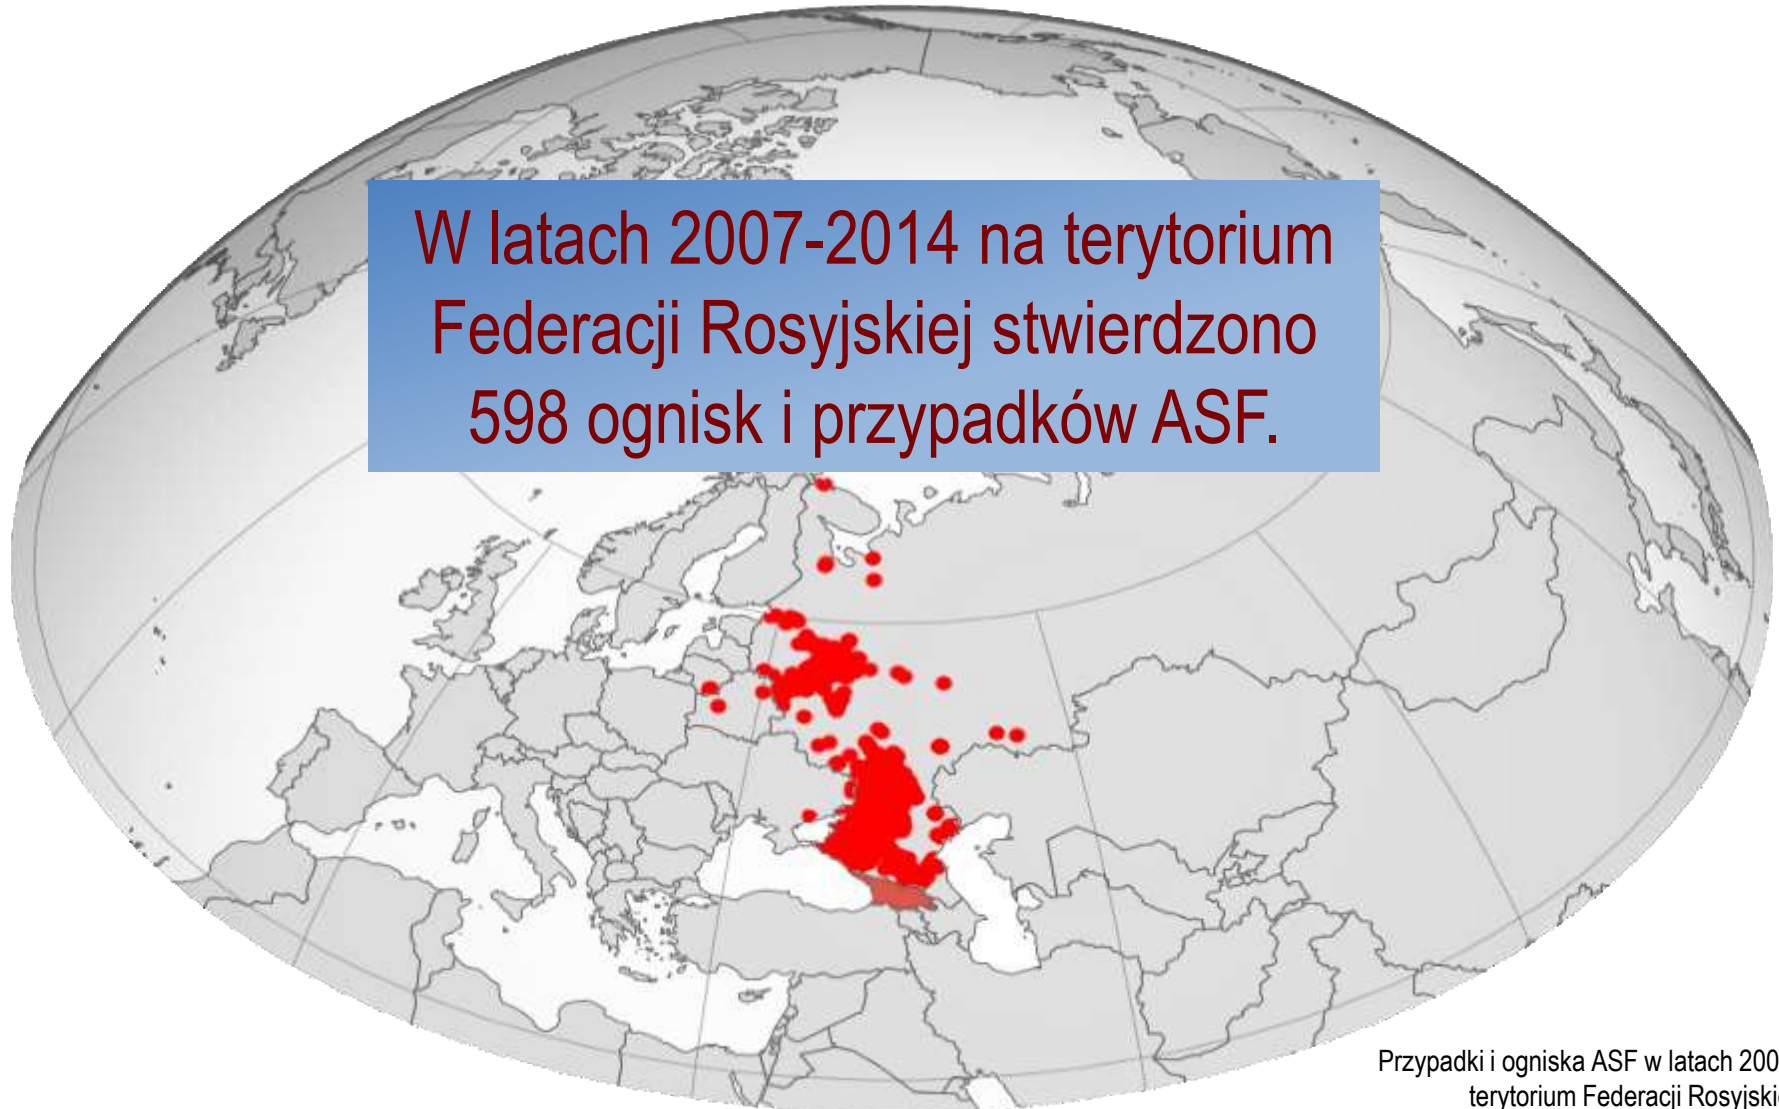 W latach 2007-2014 na terytorium
Federacji Rosyjskiej stwierdzono
598 ognisk i przypadków ASF.
Przypadki i ogniska ASF w latach 200
terytorium Federacji Rosyjski